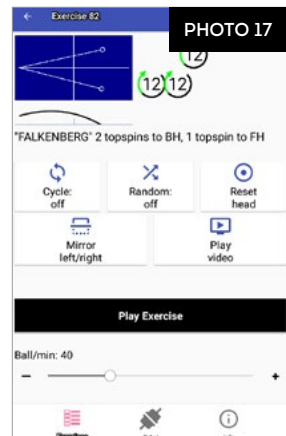 Exercise 82
PHOTO 17
12
12 12
"FALKENBERG" 2 topspins to BH, 1 topspin to FH
Cycle:
off
Random:
off
Reset
head
Mirror
left/right
Play
video
Play Exercise
Ball/min: 40